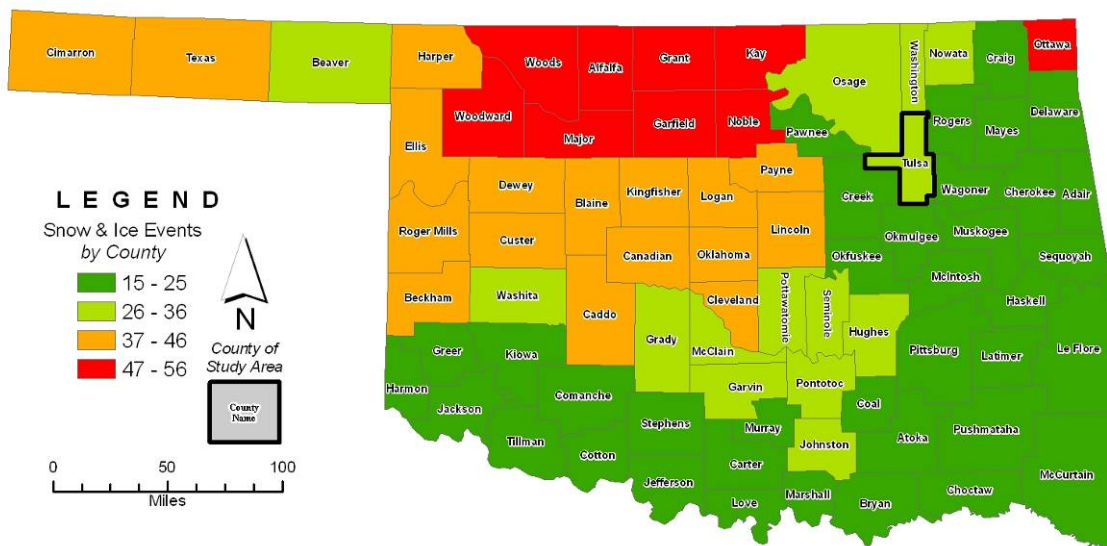 Cimarron
Texas
Beaver
Harper
Woods
Alfalfa
Grant
Kay
Osage
Washington
Nowata
Craig
Ottawa
Woodward
Major
Garfield
Noble
Pawnee
Rogers
Mayes
Delaware
Ellis
Tulsa
Dewey
Blaine
Kingfisher
Logan
Payne
Creek
Wagoner
Cherokee
Adair
Roger Mills
Custer
Canadian
Oklahoma
Lincoln
Okfuskee
Okmulgee
Muskogee
Sequoyah
Beckham
Washita
Caddo
Cleveland
Pottawatomie
Seminole
McIntosh
Haskell
Grady
McClain
Hughes
Pittsburg
Latimer
Le Flore
Greer
Kiowa
Harmon
Jackson
Comanche
Garvin
Pontotoc
Coal
Stephens
Murray
Johnston
Atoka
Pushmataha
Tillman
Cotton
Carter
McCurtain
Jefferson
Love
Marshall
Bryan
Choctaw
LEGEND
Snow & Ice Events
by County
15 - 25
26 - 36
37 - 46
47 - 56
N
County of
Study Area
County
Name
0 50 100
Miles